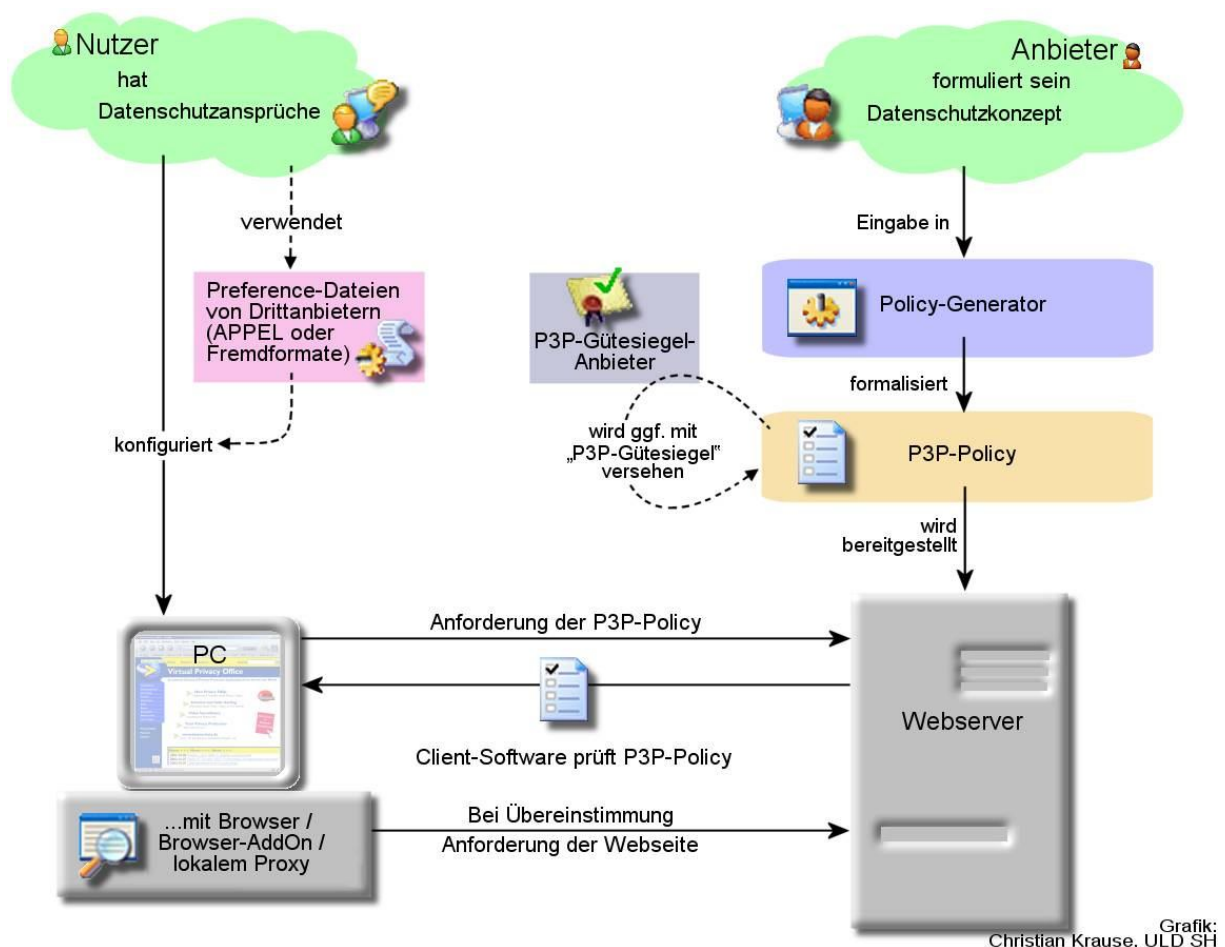 Nutzer
hat
Datenschutzansprüche
Anbieter
formuliert sein
Datenschutzkonzept
verwendet
Eingabe in
Preference-Dateien
von Drittanbietern
(APPEL oder
Fremdformate)
P3P-Gütesiegel-
Anbieter
Policy-Generator
formalisiert
konfiguriert
wird ggf. mit
„P3P-Gütesiegel“
versehen
P3P-Policy
wird
bereitgestellt
Anforderung der P3P-Policy
PC
Virtual Privacy Office
Client-Software prüft P3P-Policy
Webserver
...mit Browser /
Browser-AddOn /
lokalem Proxy
Bei Übereinstimmung
Anforderung der Webseite
Grafik:
Christian Krause, ULD SH